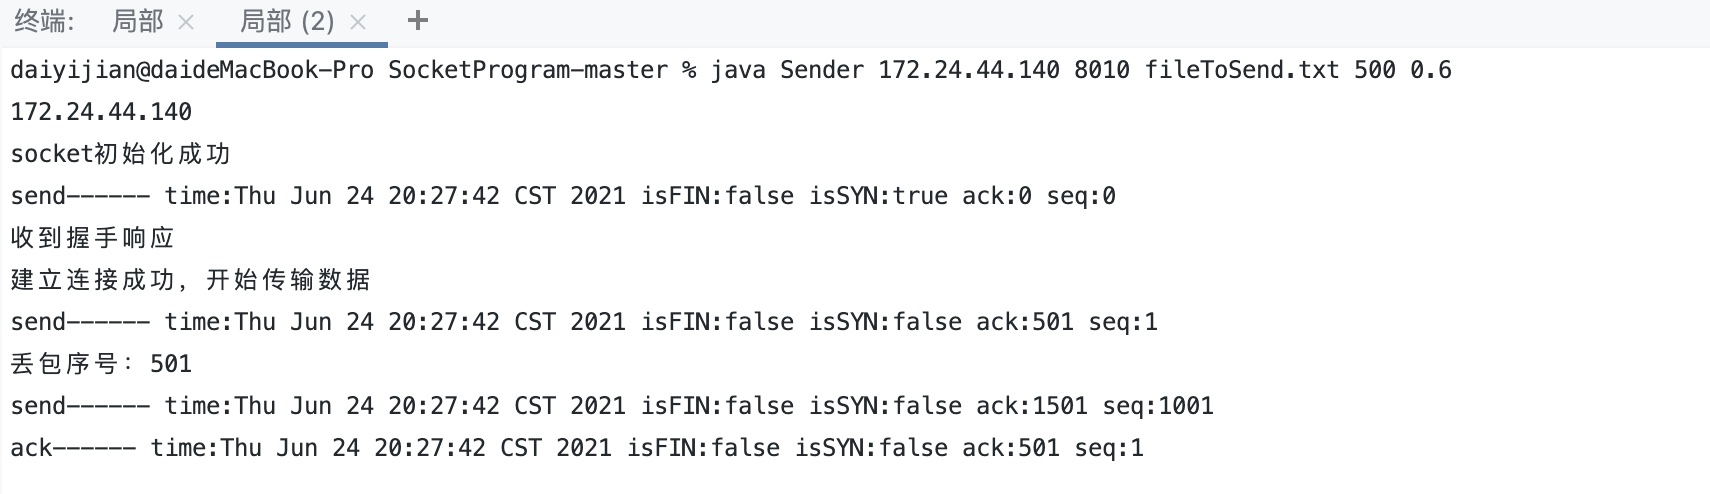 终端: 局部 × 局部 (2) × +
daiyijian@daideMacBook-Pro SocketProgram-master % java Sender 172.24.44.140 8010 fileToSend.txt 500 0.6
172.24.44.140
socket初始化成功
send------ time:Thu Jun 24 20:27:42 CST 2021 isFIN:false isSYN:true ack:0 seq:0
收到握手响应
建立连接成功，开始传输数据
send------ time:Thu Jun 24 20:27:42 CST 2021 isFIN:false isSYN:false ack:501 seq:1
丢包序号：501
send------ time:Thu Jun 24 20:27:42 CST 2021 isFIN:false isSYN:false ack:1501 seq:1001
ack------ time:Thu Jun 24 20:27:42 CST 2021 isFIN:false isSYN:false ack:501 seq:1